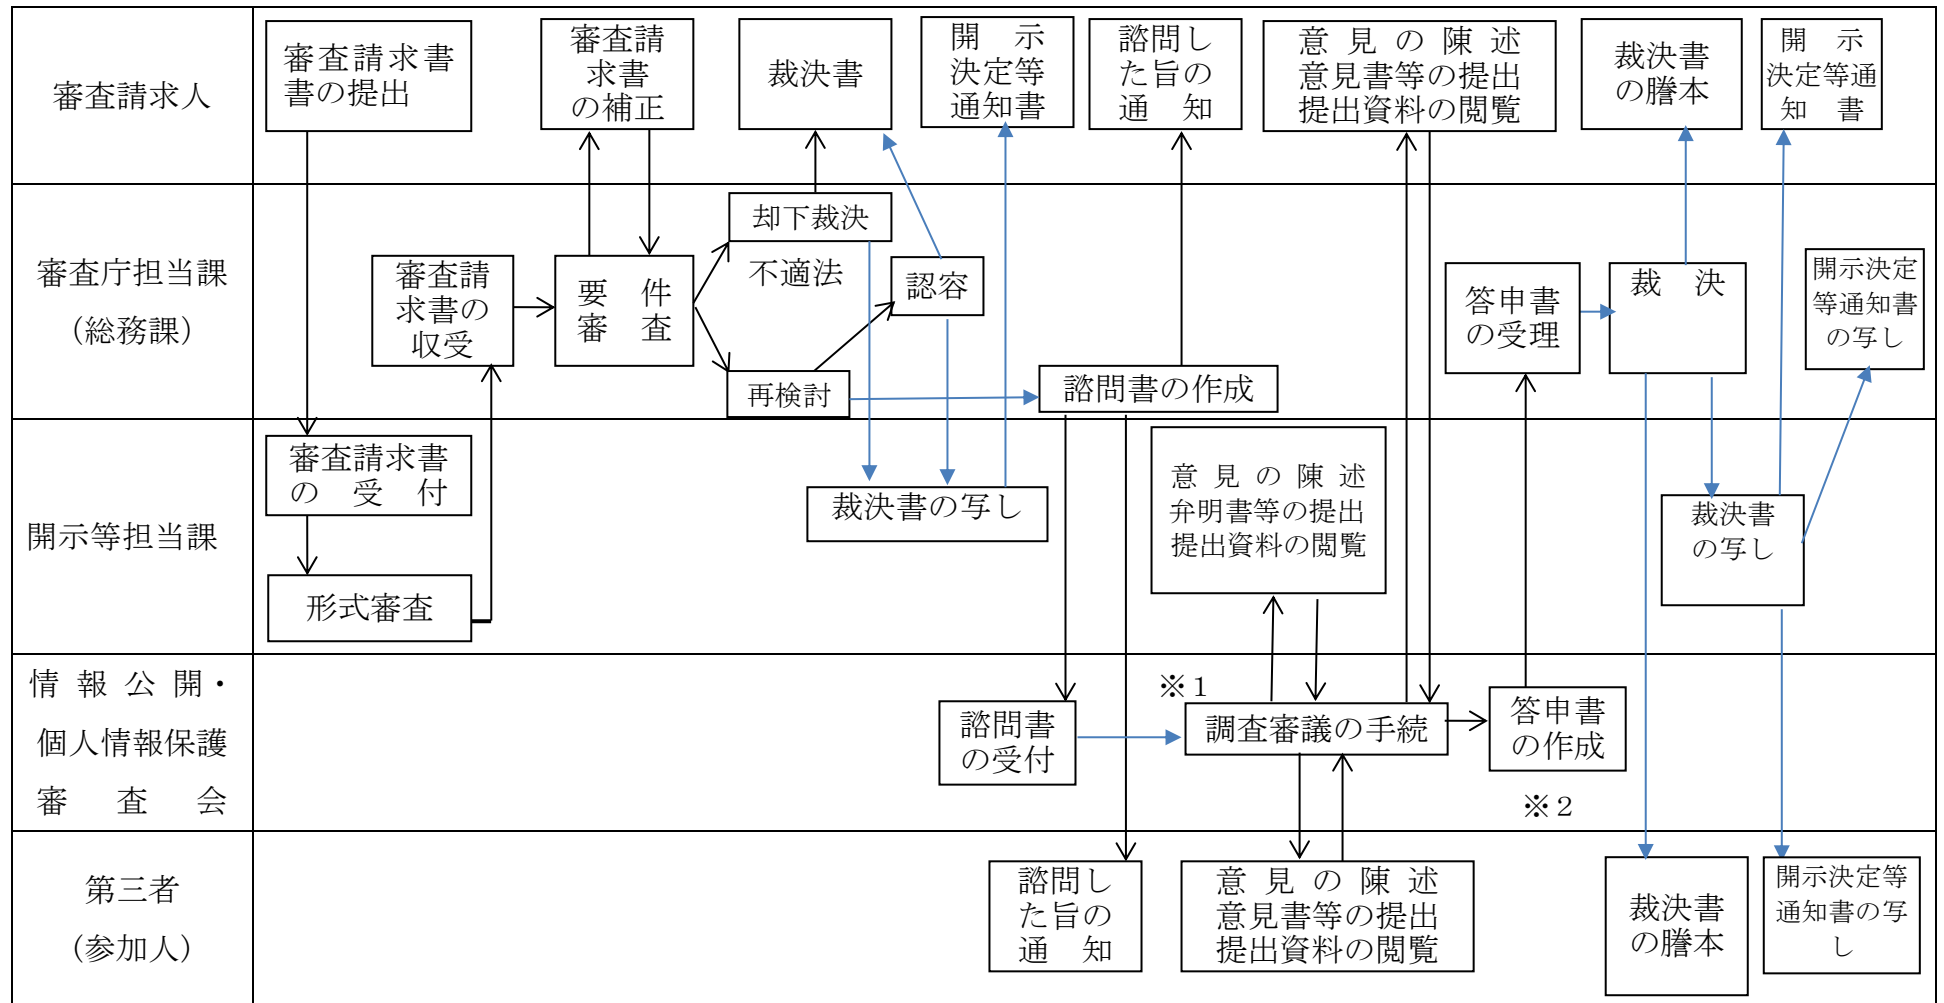 審査請求人
審査請求書
書の提出
審査請
求書
の補正
裁決書
開　示
決定等
通知書
諮問し
た旨の
通　知
意見の陳述
意見書等の提出
提出資料の閲覧
裁決書
の謄本
開　示
決定等通
知　書
審査庁担当課
（総務課）
審査請
求書の
収受
要　件
審　査
却下裁決
不適法
認容
再検討
諮問書の作成
答申書
の受理
裁　決
開示決定
等通知書
の写し
開示等担当課
審査請求書
の　受　付
形式審査
裁決書の写し
意見の陳述
弁明書等の提出
提出資料の閲覧
裁決書
の写し
情報公開・
個人情報保護
審　査　会
諮問書
の受付
※１
調査審議の手続
答申書
の作成
※２
第三者
（参加人）
諮問し
た旨の
通　知
意見の陳述
意見書等の提出
提出資料の閲覧
裁決書
の謄本
開示決定等
通知書の写
し